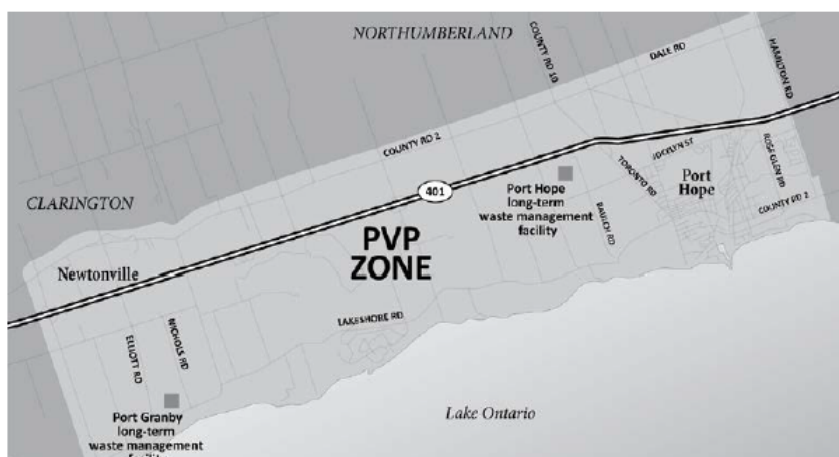 NORTHUMBERLAND
COUNTY RD 10
DALE RD
HAMILTON RD
COUNTY RD 2
JOCELYN ST
ROSE GLEN RD
TORONTO RD
Port
Hope
401
Port Hope
long-term
waste management
facility
CLARINGTON
COUNTY RD 2
BAULCH RD
PVP
ZONE
Newtonville
LAKESHORE RD
NICHOLS RD
ELLIOTT RD
Port Granby
long-term
waste management
facility
Lake Ontario